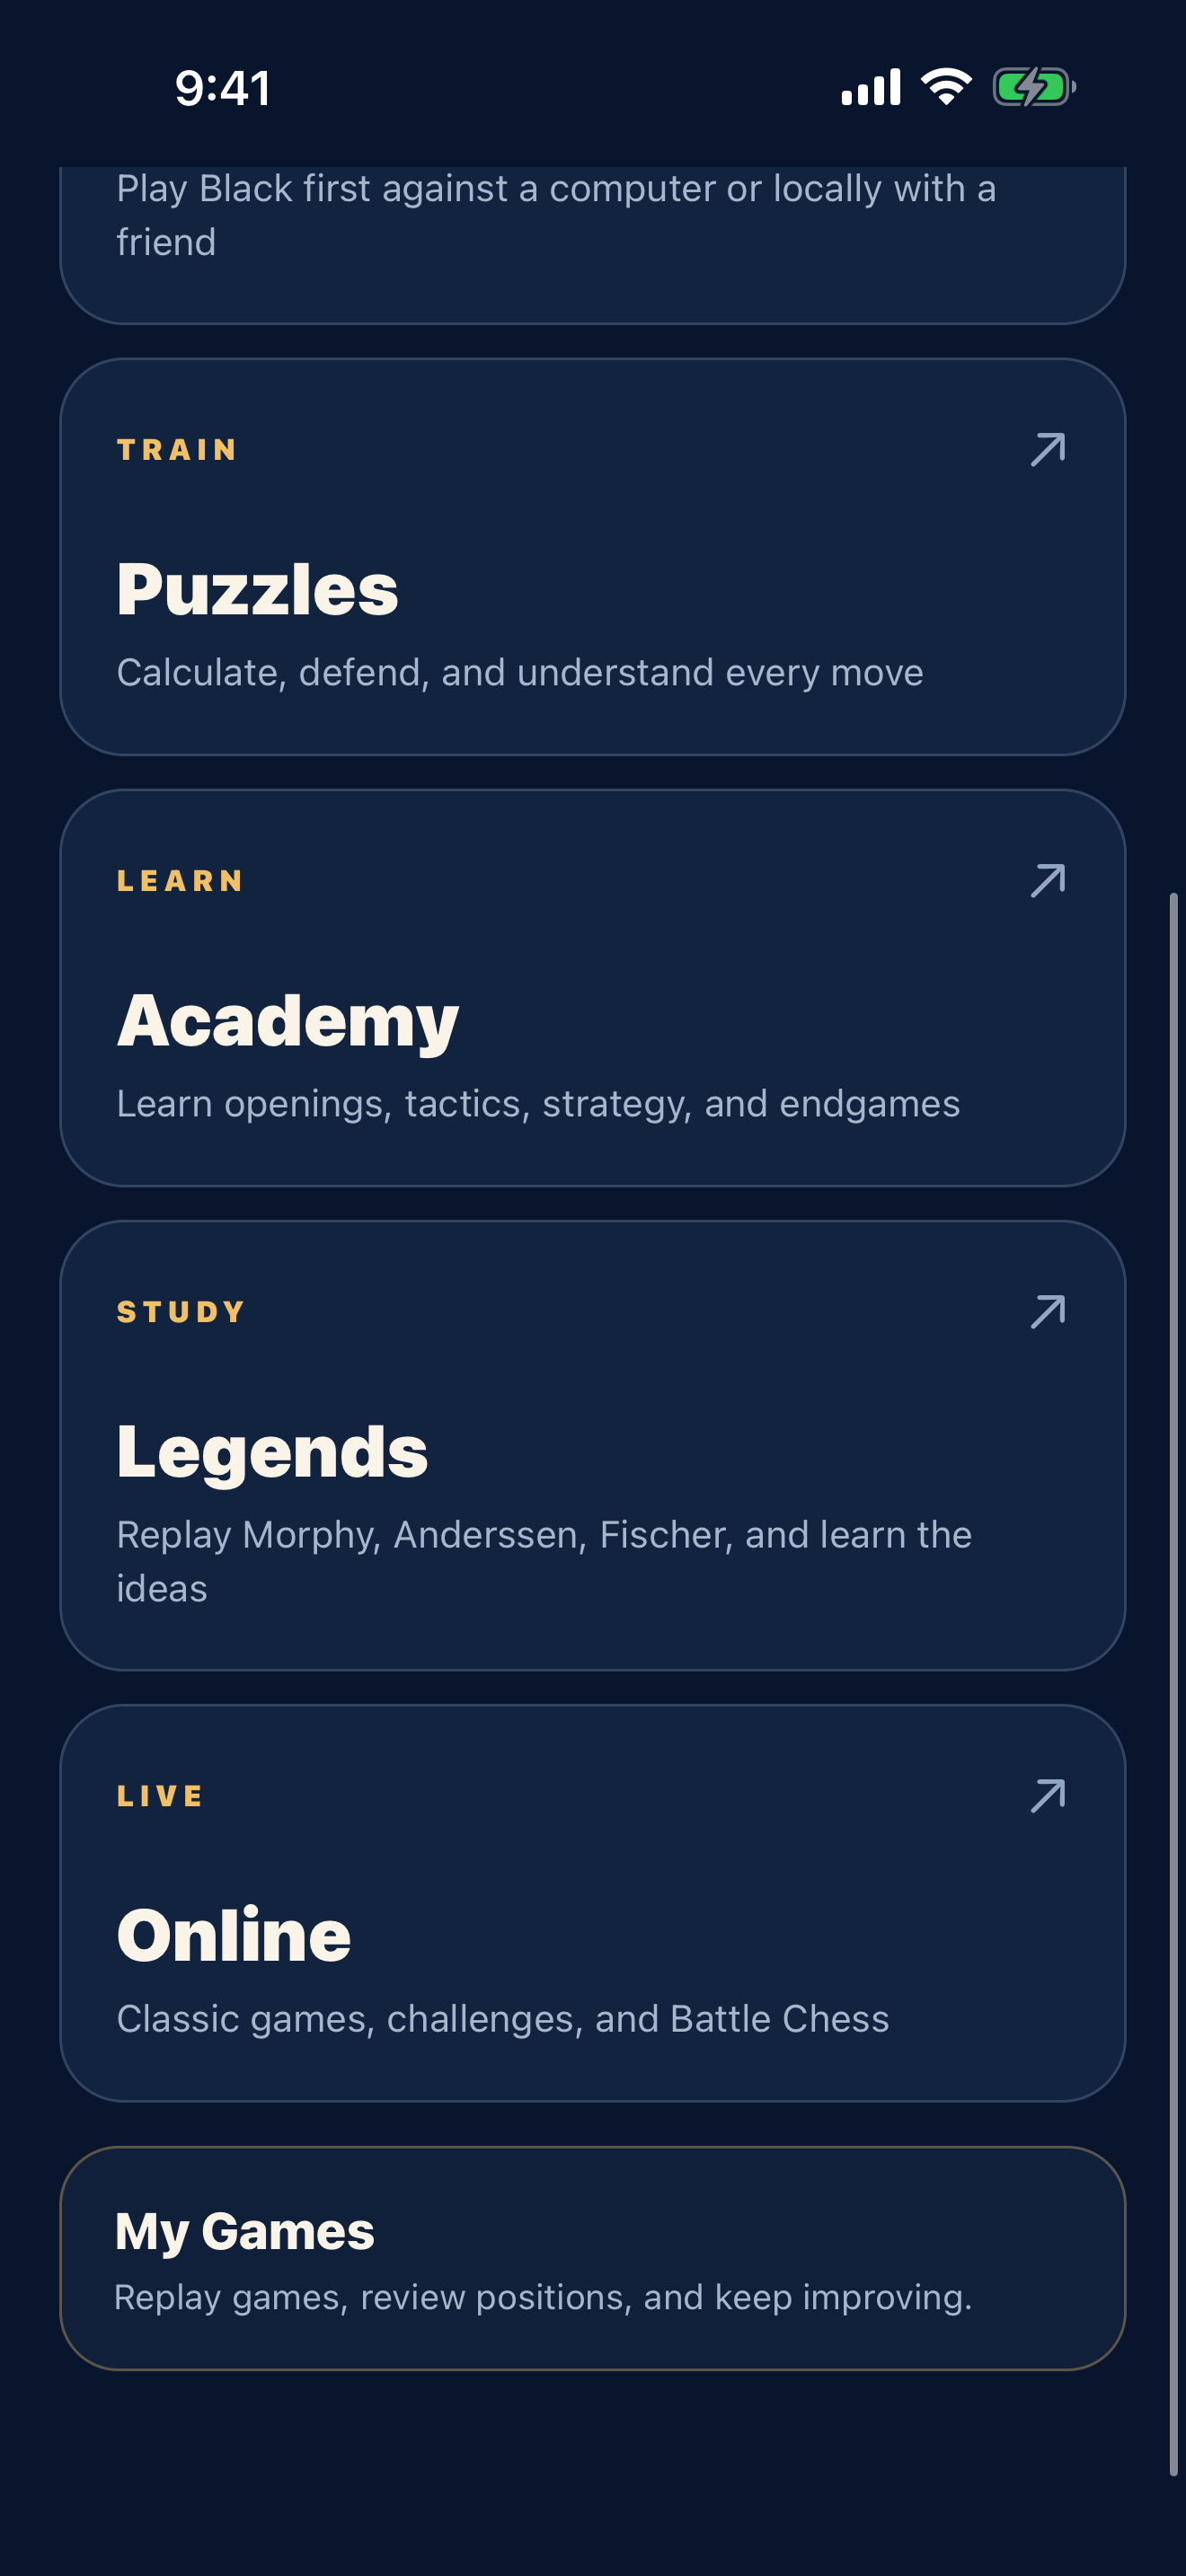 9:41
Play Black first against a computer or locally with a
friend
TRAIN
Puzzles
Calculate, defend, and understand every move
LEARN
Academy
Learn openings, tactics, strategy, and endgames
STUDY
Legends
Replay Morphy, Anderssen, Fischer, and learn the
ideas
LIVE
Online
Classic games, challenges, and Battle Chess
My Games
Replay games, review positions, and keep improving.